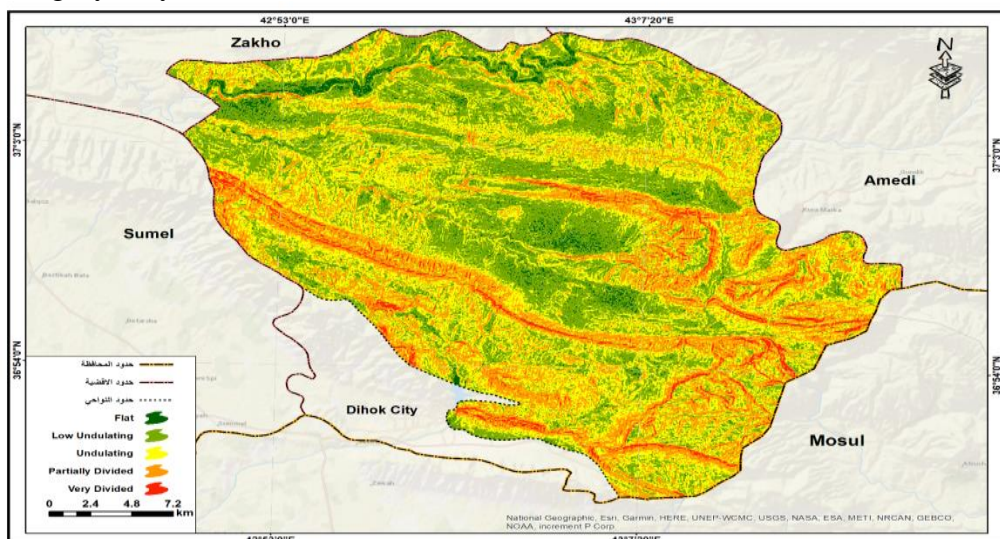 42°53'0"E
43°7'20"E
Zakho
N
37°3'0"N
37°3'0"N
Amedi
Sumel
36°54'0"N
36°54'0"N
حدود المحافظة
حدود الاقضية
حدود النواحي
Flat
Low Undulating
Undulating
Partially Divided
Very Divided
0 2.4 4.8 7.2
km
Dihok City
Mosul
National Geographic, Esri, Garmin, HERE, UNEP-WCMC, USGS, NASA, ESA, METI, NRCAN, GEBCO,
NOAA, increment P Corp.